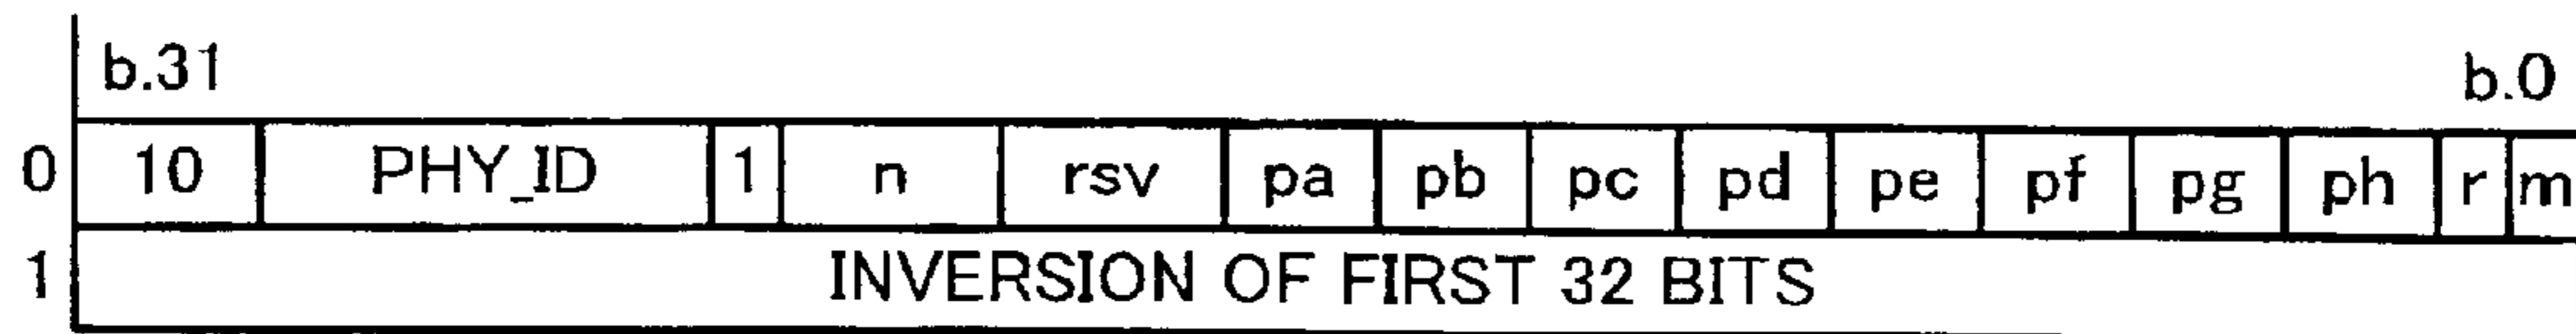 b.31 b.0
0 10 PHY_ID 1 n rsv pa pb pc pd pe pf pg ph r m
1 INVERSION OF FIRST 32 BITS